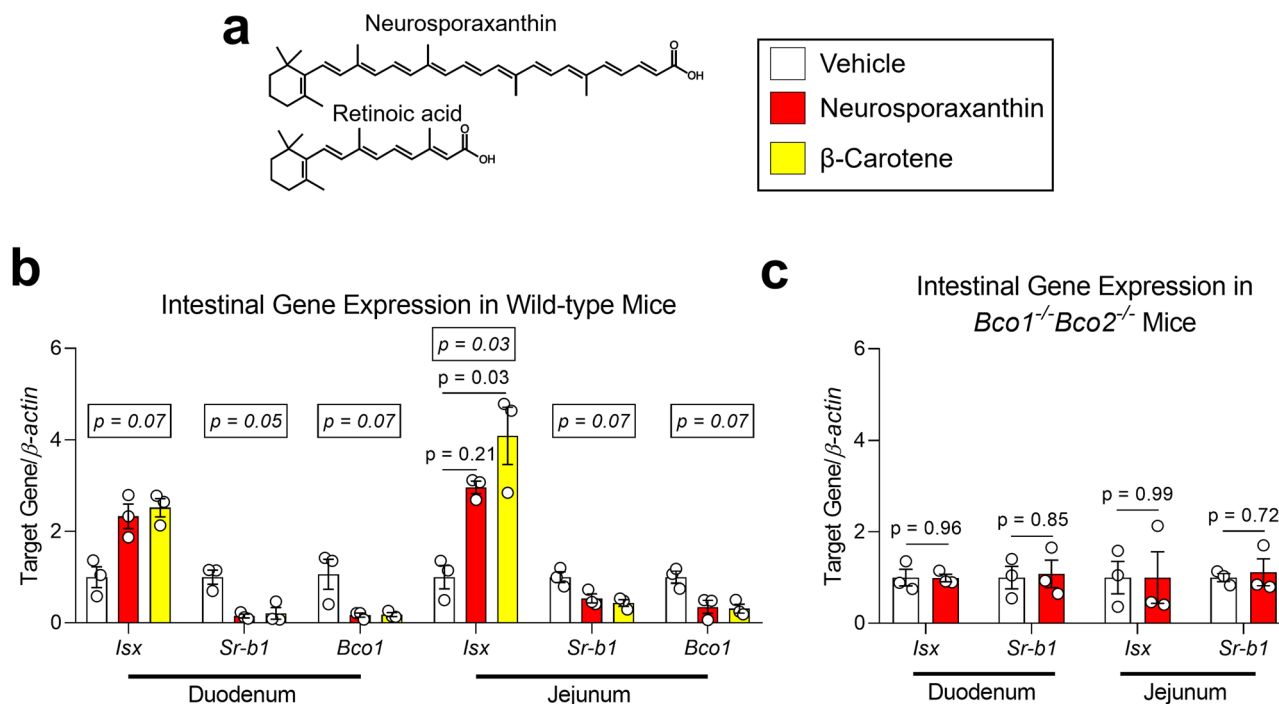 a
Neurosporaxanthin
O
OH
Retinoic acid
O
OH
Vehicle
Neurosporaxanthin
β-Carotene
b
Intestinal Gene Expression in Wild-type Mice
Target Gene/β-actin
6
4
2
0
p = 0.07
p = 0.05
p = 0.07
p = 0.03
p = 0.03
p = 0.21
p = 0.07
p = 0.07
Isx Sr-b1 Bco1 Isx Sr-b1 Bco1
Duodenum Jejunum
c
Intestinal Gene Expression in
Bco1-/-Bco2-/- Mice
Target Gene/β-actin
6
4
2
0
p = 0.96
p = 0.85
p = 0.99
p = 0.72
Isx Sr-b1 Isx Sr-b1
Duodenum Jejunum